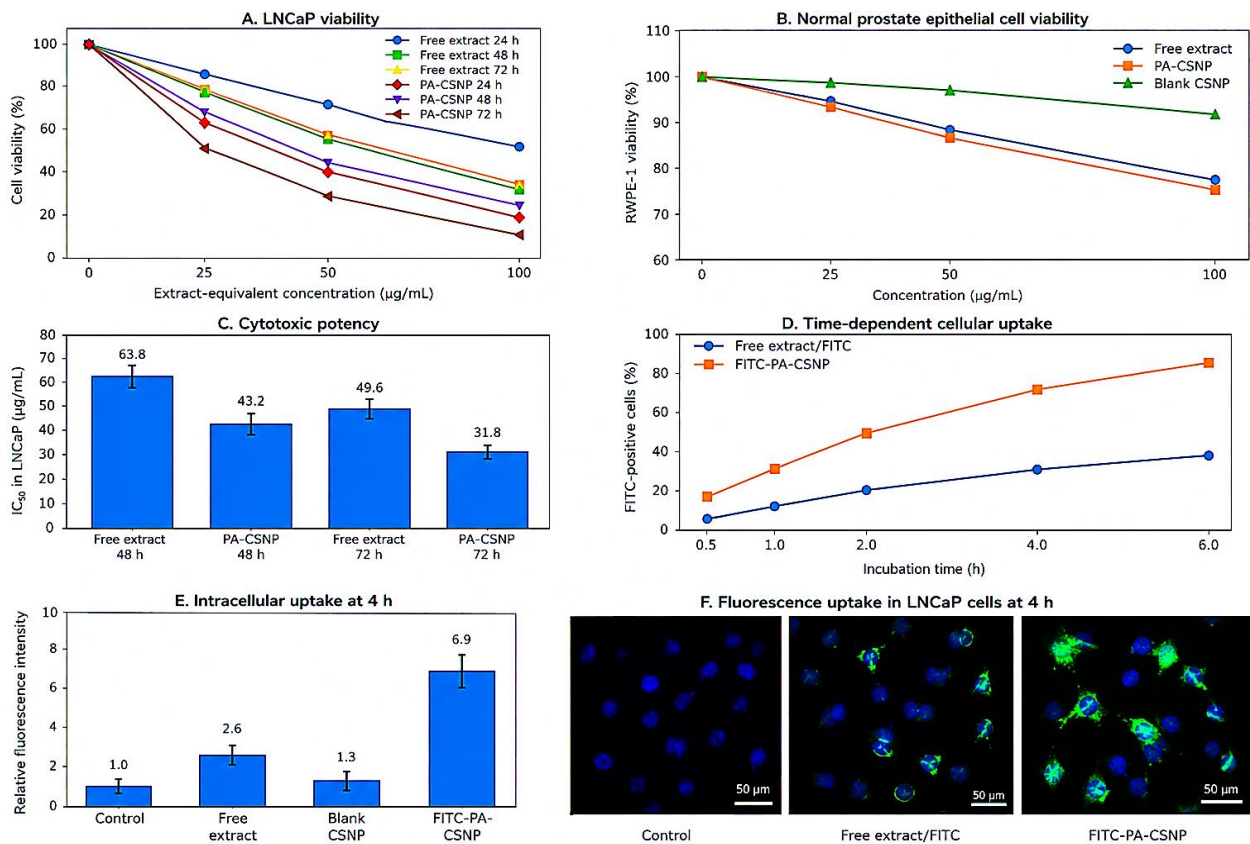 A. LNCaP viability
Cell viability (%)
100
80
60
40
20
0
Free extract 24 h
Free extract 48 h
Free extract 72 h
PA-CSNP 24 h
PA-CSNP 48 h
PA-CSNP 72 h
0 25 50 100
Extract-equivalent concentration (µg/mL)
B. Normal prostate epithelial cell viability
RWPE-1 viability (%)
110
100
90
80
70
60
Free extract
PA-CSNP
Blank CSNP
0 25 50 100
Concentration (µg/mL)
C. Cytotoxic potency
IC₅₀ in LNCaP (µg/mL)
80
70
60
50
40
30
20
10
0
63.8
43.2
49.6
31.8
Free extract PA-CSNP Free extract PA-CSNP
48 h 48 h 72 h 72 h
D. Time-dependent cellular uptake
FITC-positive cells (%)
100
80
60
40
20
0
Free extract/FITC
FITC-PA-CSNP
0.5 1.0 2.0 4.0 6.0
Incubation time (h)
E. Intracellular uptake at 4 h
Relative fluorescence intensity
10
8
6
4
2
0
1.0
2.6
1.3
6.9
Control Free Blank FITC-PA-
extract CSNP CSNP
F. Fluorescence uptake in LNCaP cells at 4 h
50 µm
50 µm
50 µm
Control
Free extract/FITC
FITC-PA-CSNP